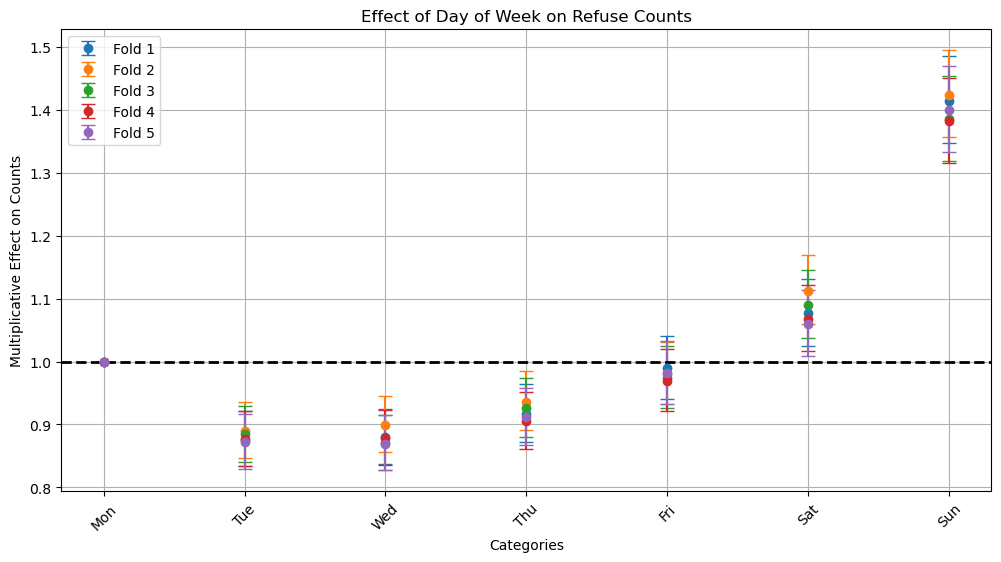 Effect of Day of Week on Refuse Counts
Multiplicative Effect on Counts
1.5
1.4
1.3
1.2
1.1
1.0
0.9
0.8
Fold 1
Fold 2
Fold 3
Fold 4
Fold 5
Mon
Tue
Wed
Thu
Fri
Sat
Sun
Categories